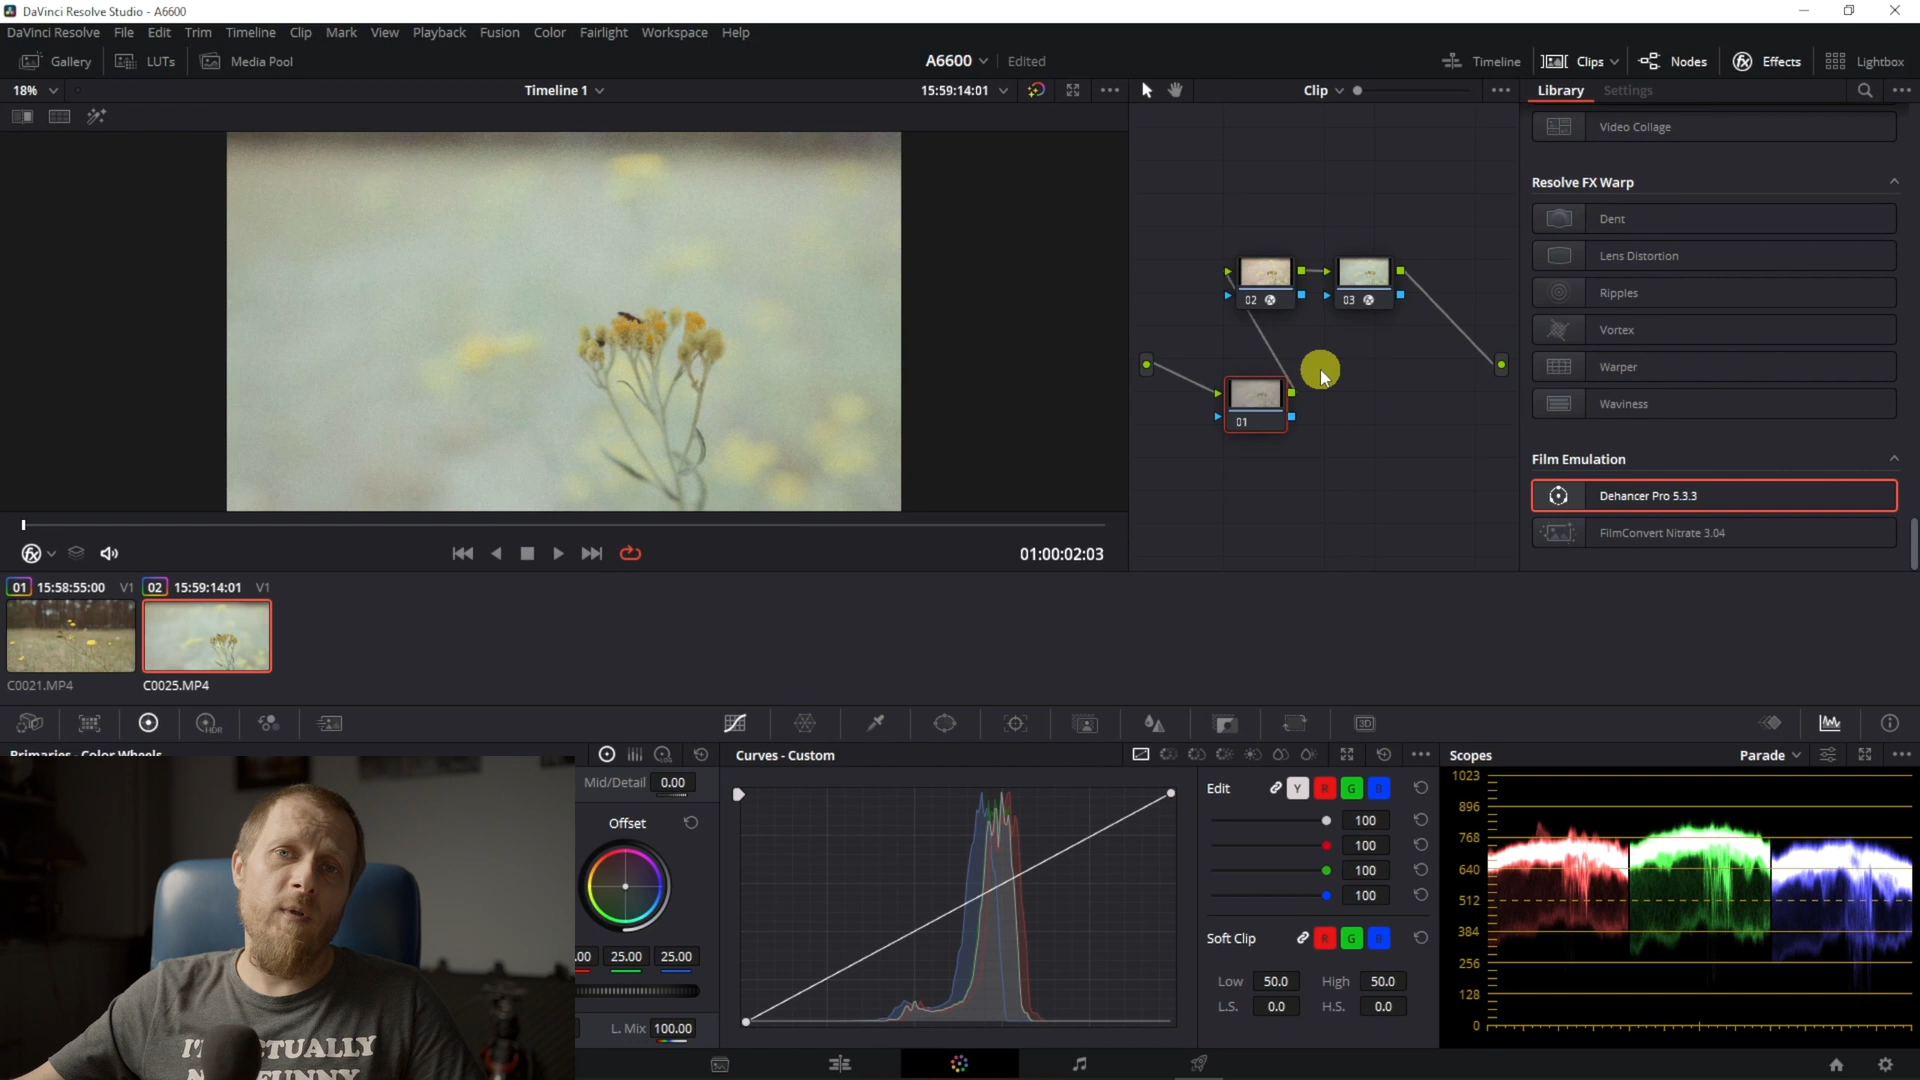 DaVinci Resolve Studio - A6600
DaVinci Resolve File Edit Trim Timeline Clip Mark View Playback Fusion Color Fairlight Workspace Help
Gallery LUTs Media Pool A6600 Edited Timeline Clips Nodes Effects Lightbox
18% Timeline 1 15:59:14:01 Clip Library Settings
Video Collage
Resolve FX Warp
Dent
Lens Distortion
Ripples
Vortex
Warper
Waviness
02 03
01
Film Emulation
Dehancer Pro 5.3.3
FilmConvert Nitrate 3.04
01:00:02:03
01 15:58:55:00 V1 02 15:59:14:01 V1
C0021.MP4 C0025.MP4
HDR
3D
Primaries - Color Wheels
LOG
Curves - Custom
Scopes Parade
Mid/Detail 0.00
Offset
.00 25.00 25.00
L. Mix 100.00
Edit Y R G B
100
100
100
100
Soft Clip R G B
Low 50.0 High 50.0
L.S. 0.0 H.S. 0.0
1023
896
768
640
512
384
256
128
0